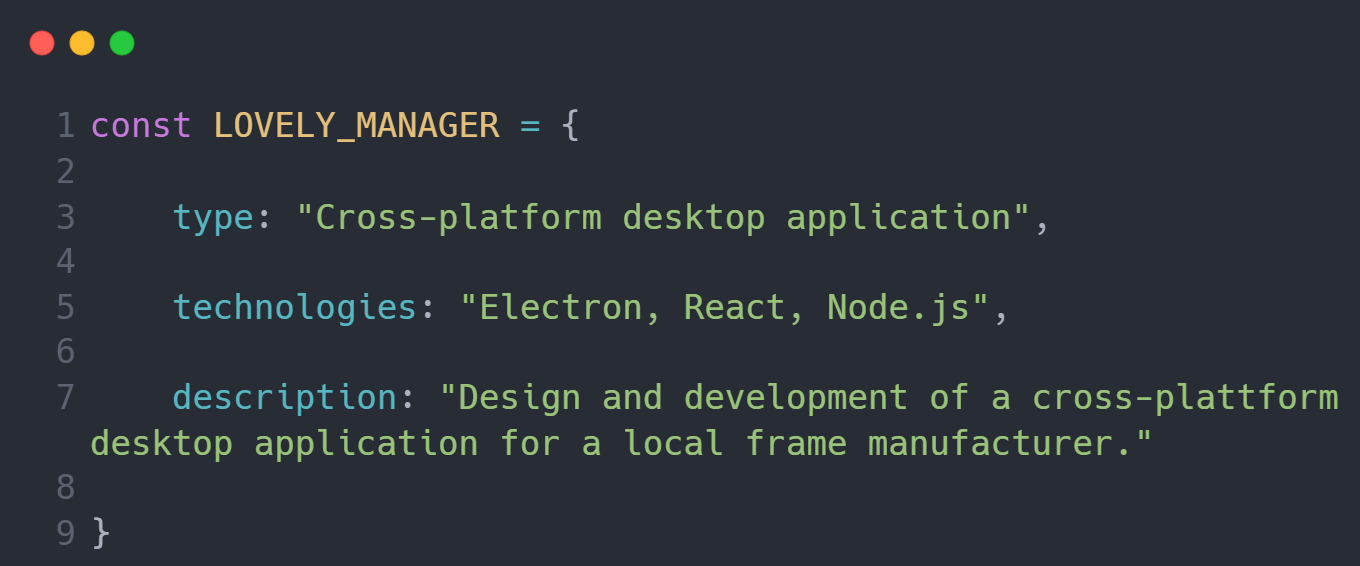 1 const LOVELY_MANAGER = {
2
3     type: "Cross-platform desktop application",
4
5     technologies: "Electron, React, Node.js",
6
7     description: "Design and development of a cross-plattform
desktop application for a local frame manufacturer."
8
9 }